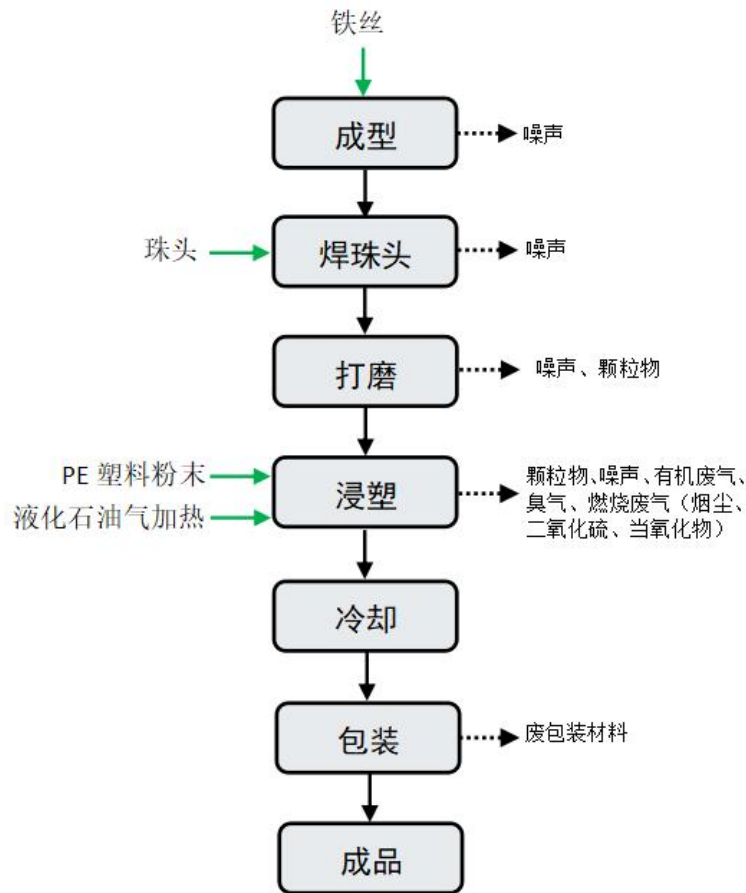 铁丝
成型
噪声
珠头
焊珠头
噪声
打磨
噪声、颗粒物
PE 塑料粉末
液化石油气加热
浸塑
颗粒物、噪声、有机废气、
臭气、燃烧废气（烟尘、
二氧化硫、当氧化物）
冷却
包装
废包装材料
成品